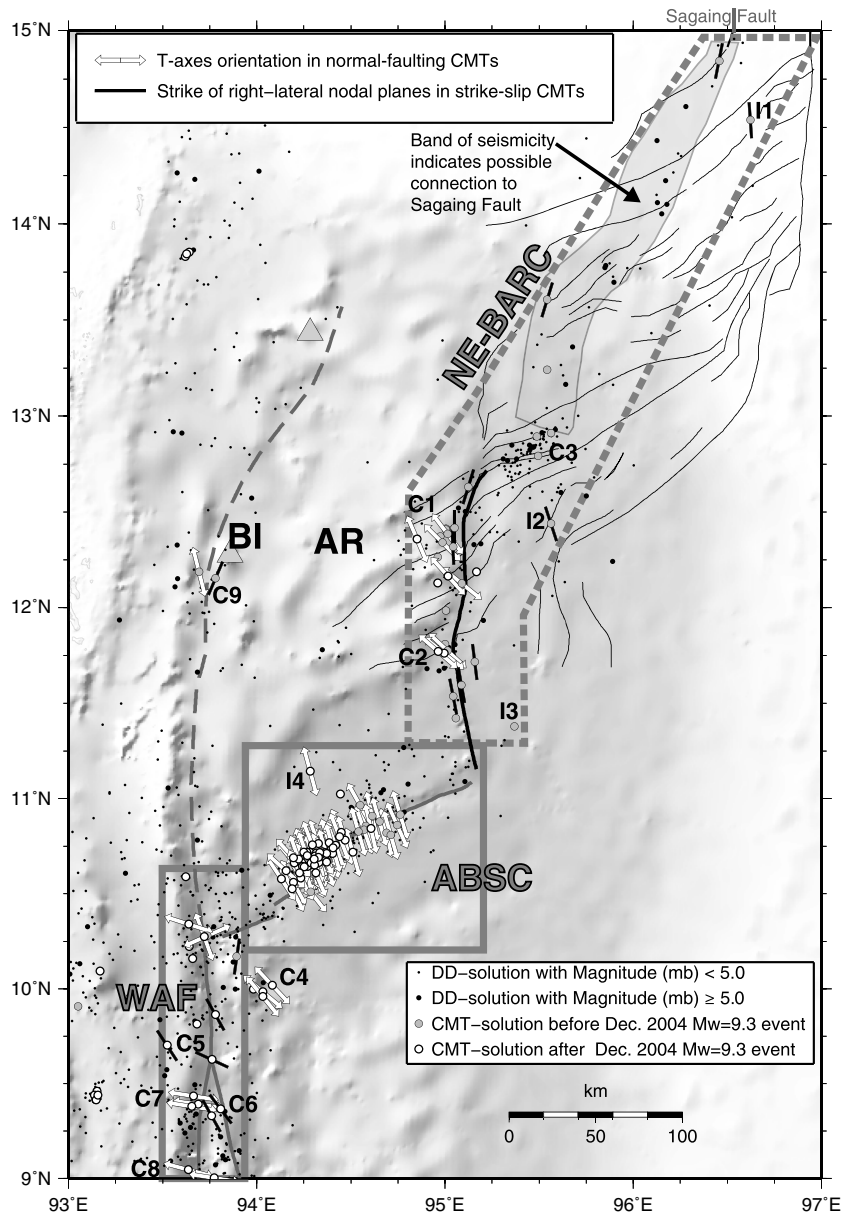 Sagaing Fault
15˚N
T−axes orientation in normal−faulting CMTs
Strike of right−lateral nodal planes in strike−slip CMTs
I1
Band of seismicity
indicates possible
connection to
Sagaing Fault
14˚N
NE-BARC
13˚N
C3
C1
I2
BI
AR
12˚N
C9
C2
I3
I4
11˚N
ABSC
C4
10˚N
WAF
DD−solution with Magnitude (mb) < 5.0
DD−solution with Magnitude (mb) ≥ 5.0
CMT−solution before Dec. 2004 Mw=9.3 event
CMT−solution after Dec. 2004 Mw=9.3 event
C5
C7
C6
km
0 50 100
C8
9˚N
93˚E 94˚E 95˚E 96˚E 97˚E